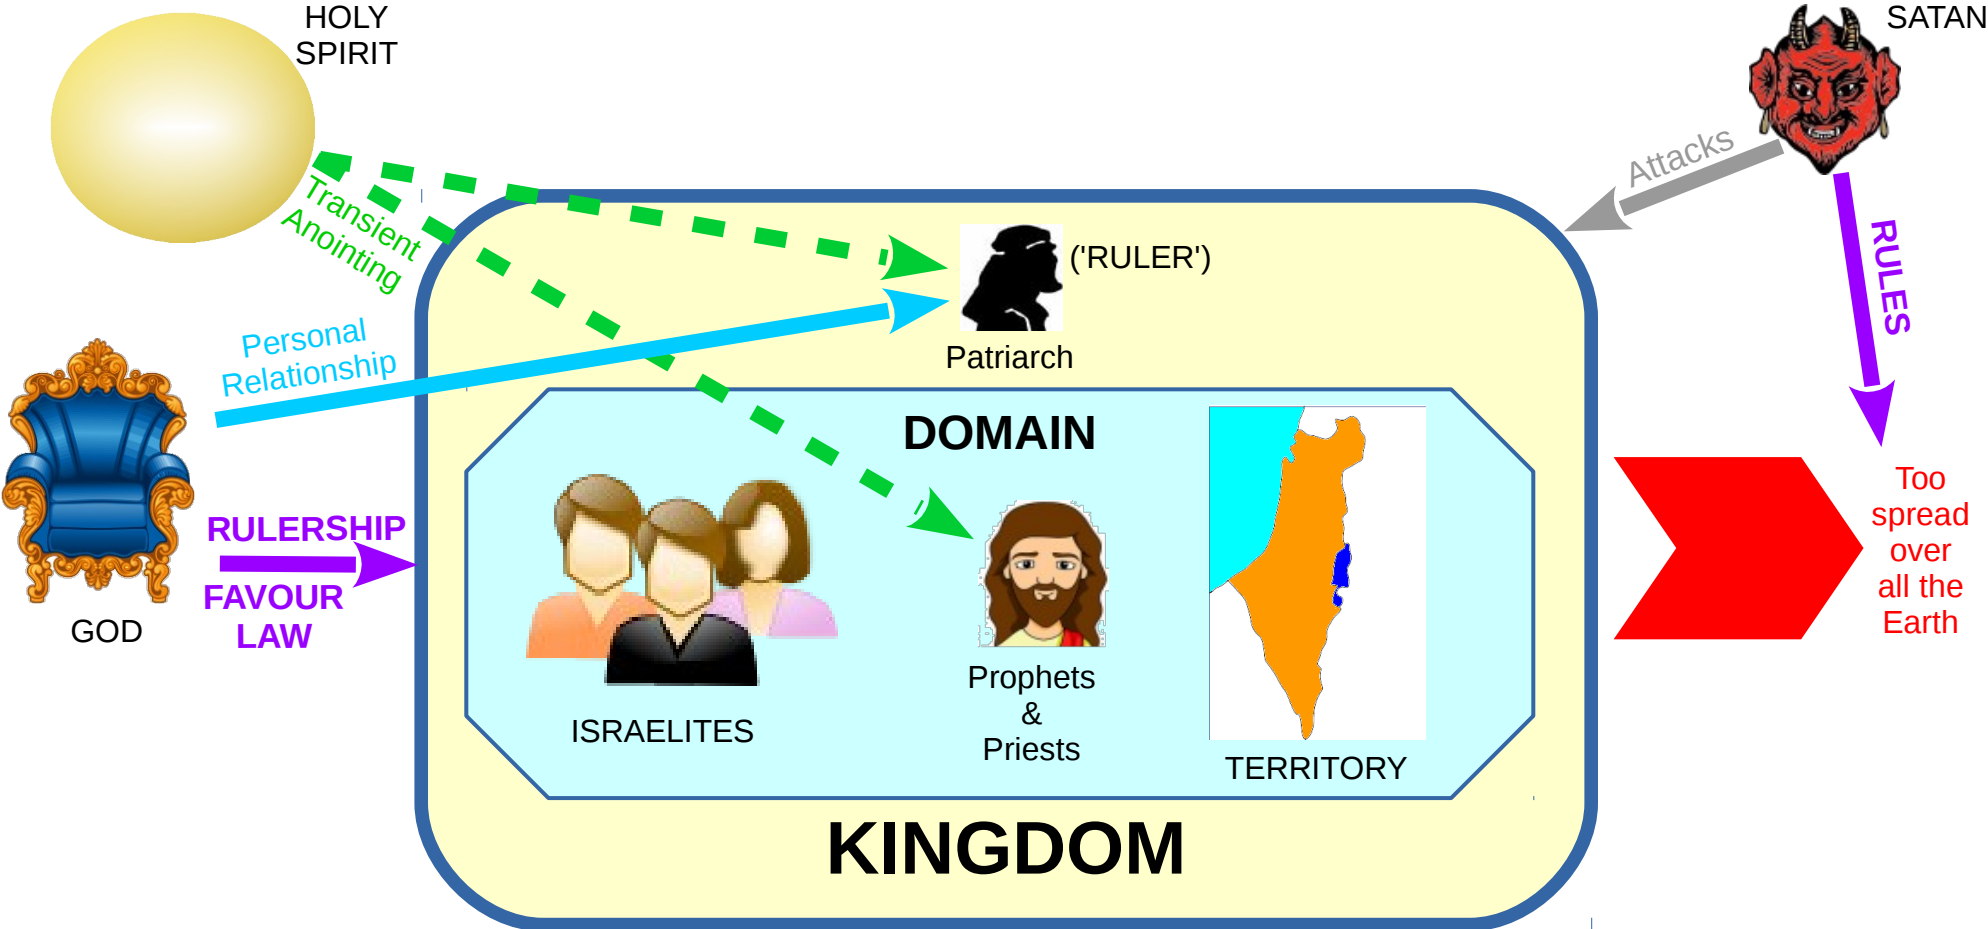 HOLY
SPIRIT
SATAN
Attacks
Transient
Anointing
('RULER')
RULES
Personal
Relationship
Patriarch
DOMAIN
Too
spread
over
all the
Earth
RULERSHIP
FAVOUR
LAW
GOD
Prophets
&
Priests
ISRAELITES
TERRITORY
KINGDOM